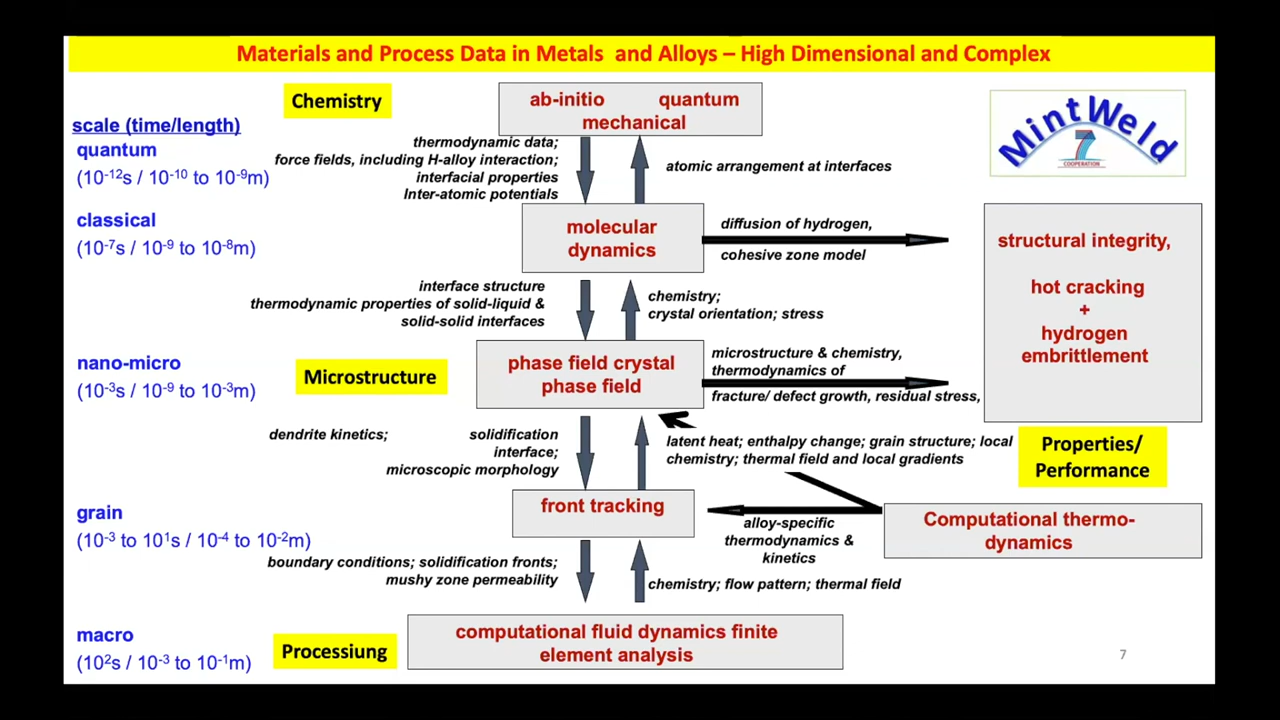 Materials and Process Data in Metals and Alloys – High Dimensional and Complex
Chemistry
ab-initio quantum
mechanical
MintWeld
7
COOPERATION
scale (time/length)
quantum
(10-12s / 10-10 to 10-9m)
thermodynamic data;
force fields, including H-alloy interaction;
interfacial properties
Inter-atomic potentials
atomic arrangement at interfaces
classical
(10-7s / 10-9 to 10-8m)
molecular
dynamics
diffusion of hydrogen,
cohesive zone model
structural integrity,
hot cracking
+
hydrogen
embrittlement
interface structure
thermodynamic properties of solid-liquid &
solid-solid interfaces
chemistry;
crystal orientation; stress
nano-micro
(10-3s / 10-9 to 10-3m)
Microstructure
phase field crystal
phase field
microstructure & chemistry,
thermodynamics of
fracture/ defect growth, residual stress,
dendrite kinetics; solidification
interface;
microscopic morphology
latent heat; enthalpy change; grain structure; local
chemistry; thermal field and local gradients
Properties/
Performance
grain
(10-3 to 101s / 10-4 to 10-2m)
front tracking
alloy-specific
thermodynamics &
kinetics
Computational thermo-
dynamics
boundary conditions; solidification fronts;
mushy zone permeability
chemistry; flow pattern; thermal field
macro
(102s / 10-3 to 10-1m)
Processiung
computational fluid dynamics finite
element analysis
7